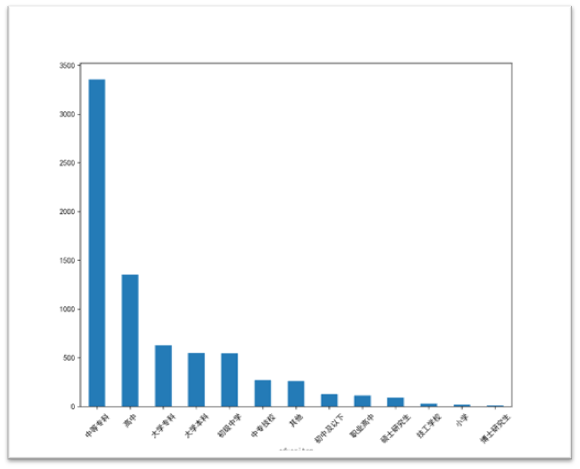 3500
3000
2500
2000
1500
1000
500
0
中等专科
高中
大学专科
大学本科
初级中学
中专技校
其他
初中及以下
职业高中
硕士研究生
技工学校
小学
博士研究生